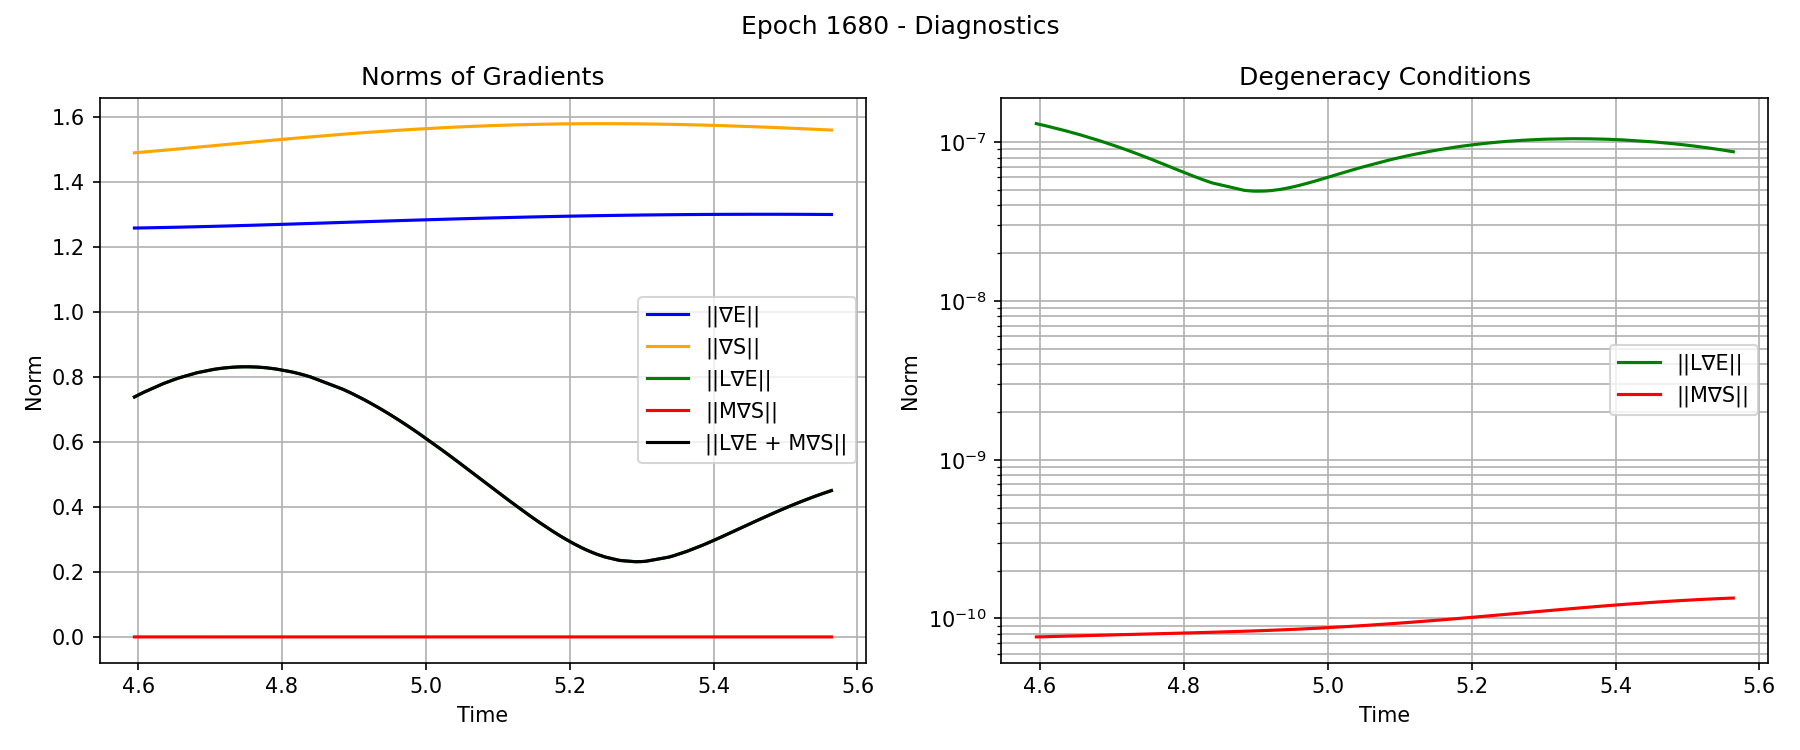 Epoch 1680 - Diagnostics
Norms of Gradients
Norm
1.6
1.4
1.2
1.0
0.8
0.6
0.4
0.2
0.0
||∇E||
||∇S||
||L∇E||
||M∇S||
||L∇E + M∇S||
4.6 4.8 5.0 5.2 5.4 5.6
Time
Degeneracy Conditions
Norm
10⁻⁷
10⁻⁸
10⁻⁹
10⁻¹⁰
||L∇E||
||M∇S||
4.6 4.8 5.0 5.2 5.4 5.6
Time